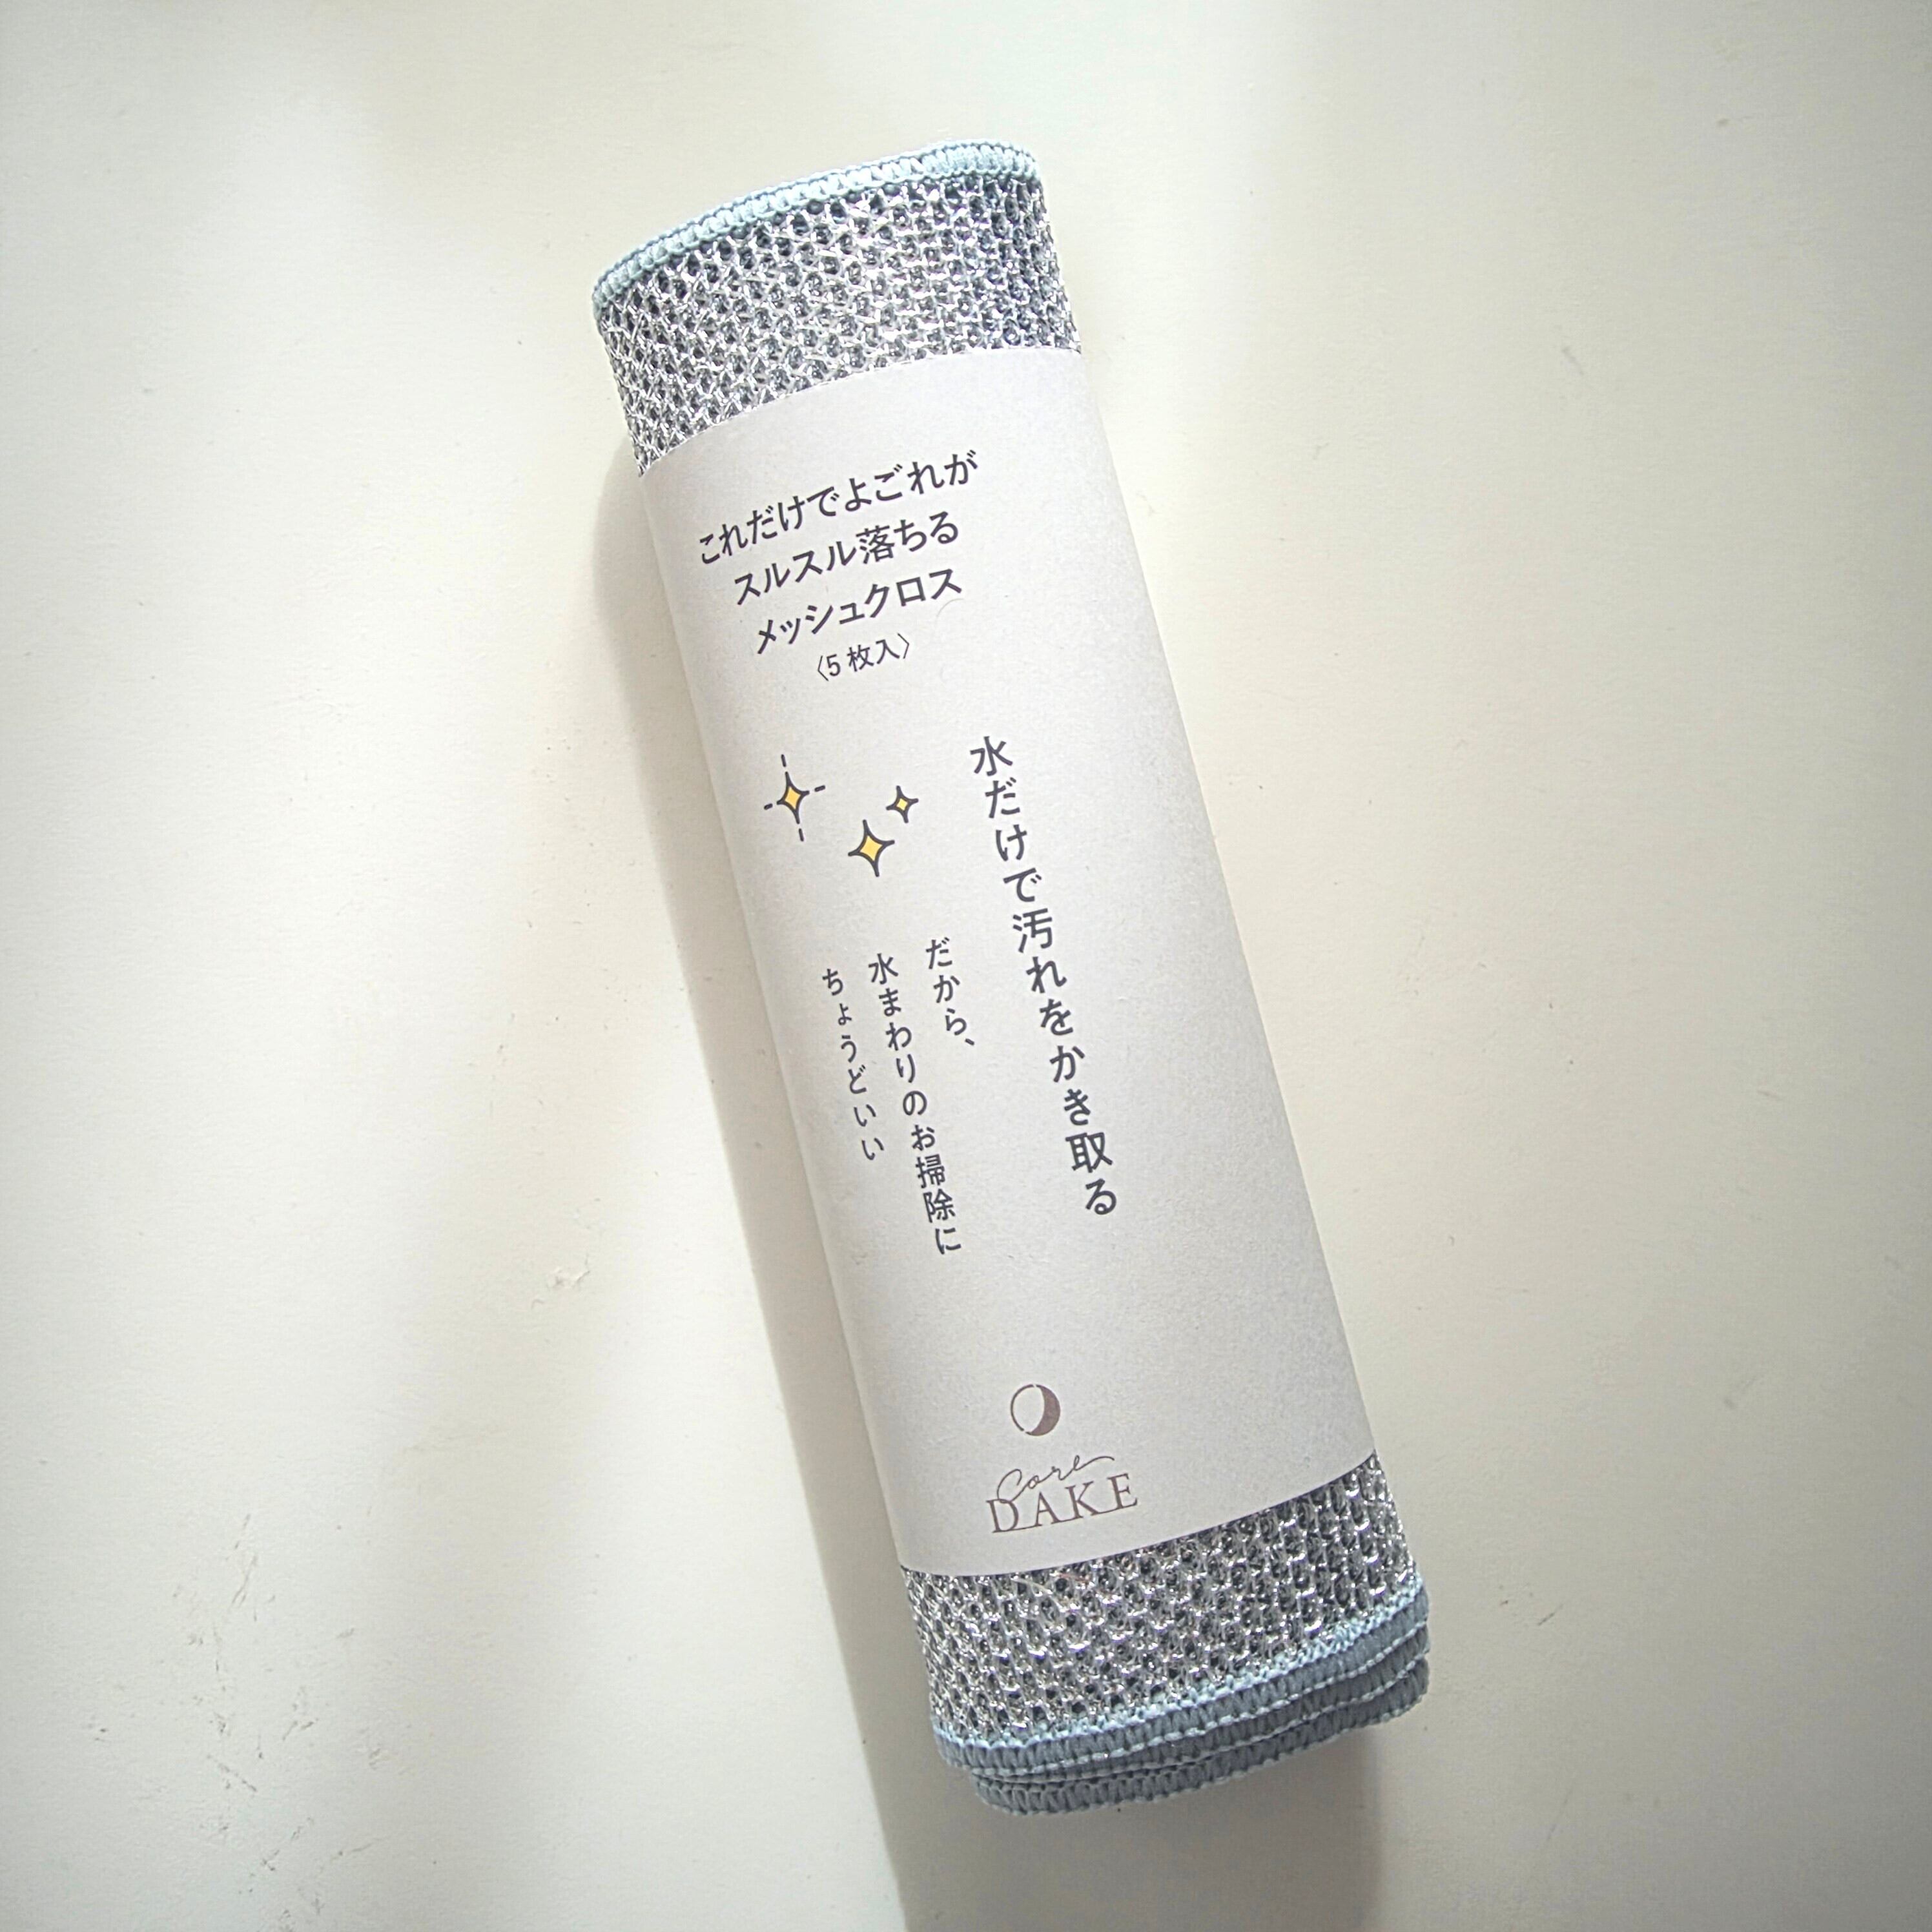 これだけでよごれが
スルスル落ちる
メッシュクロス
〈5枚入〉
水だけで汚れをかき取る
だから、
水まわりのお掃除に
ちょうどいい
Core
DAKE